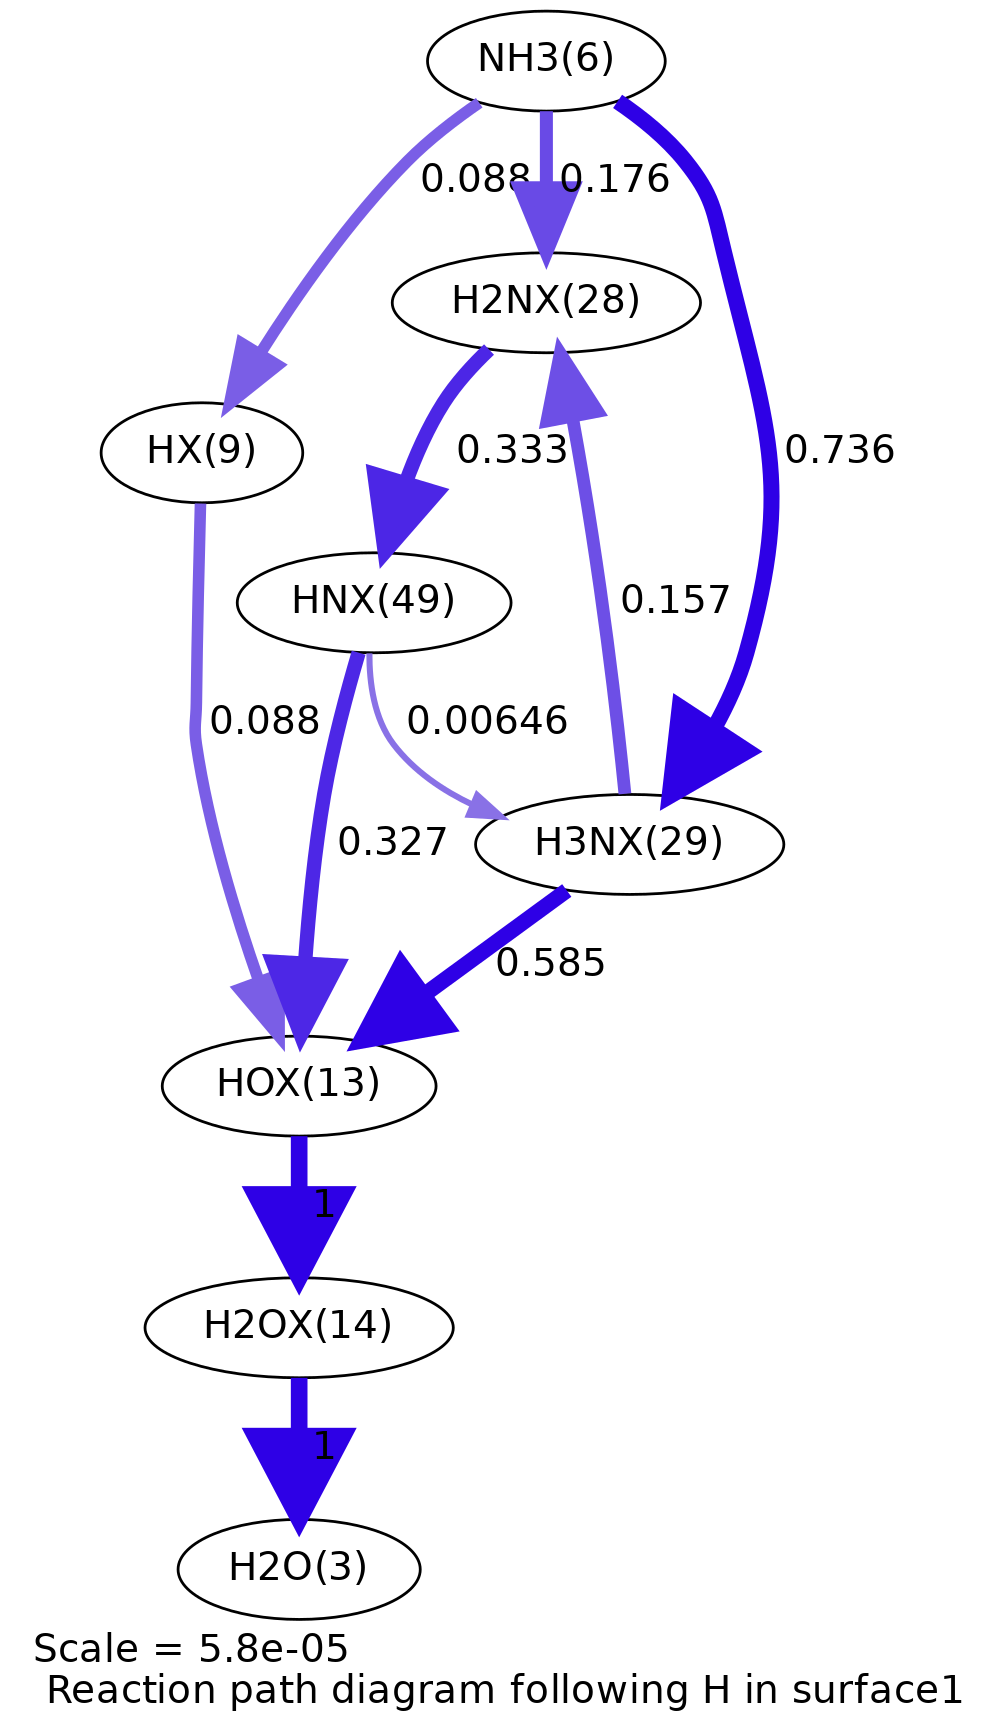 NH3(6)
0.088
0.176
H2NX(28)
HX(9)
0.333
0.736
HNX(49)
0.157
0.088
0.00646
0.327
H3NX(29)
0.585
HOX(13)
1
H2OX(14)
1
H2O(3)
Scale = 5.8e-05
Reaction path diagram following H in surface1